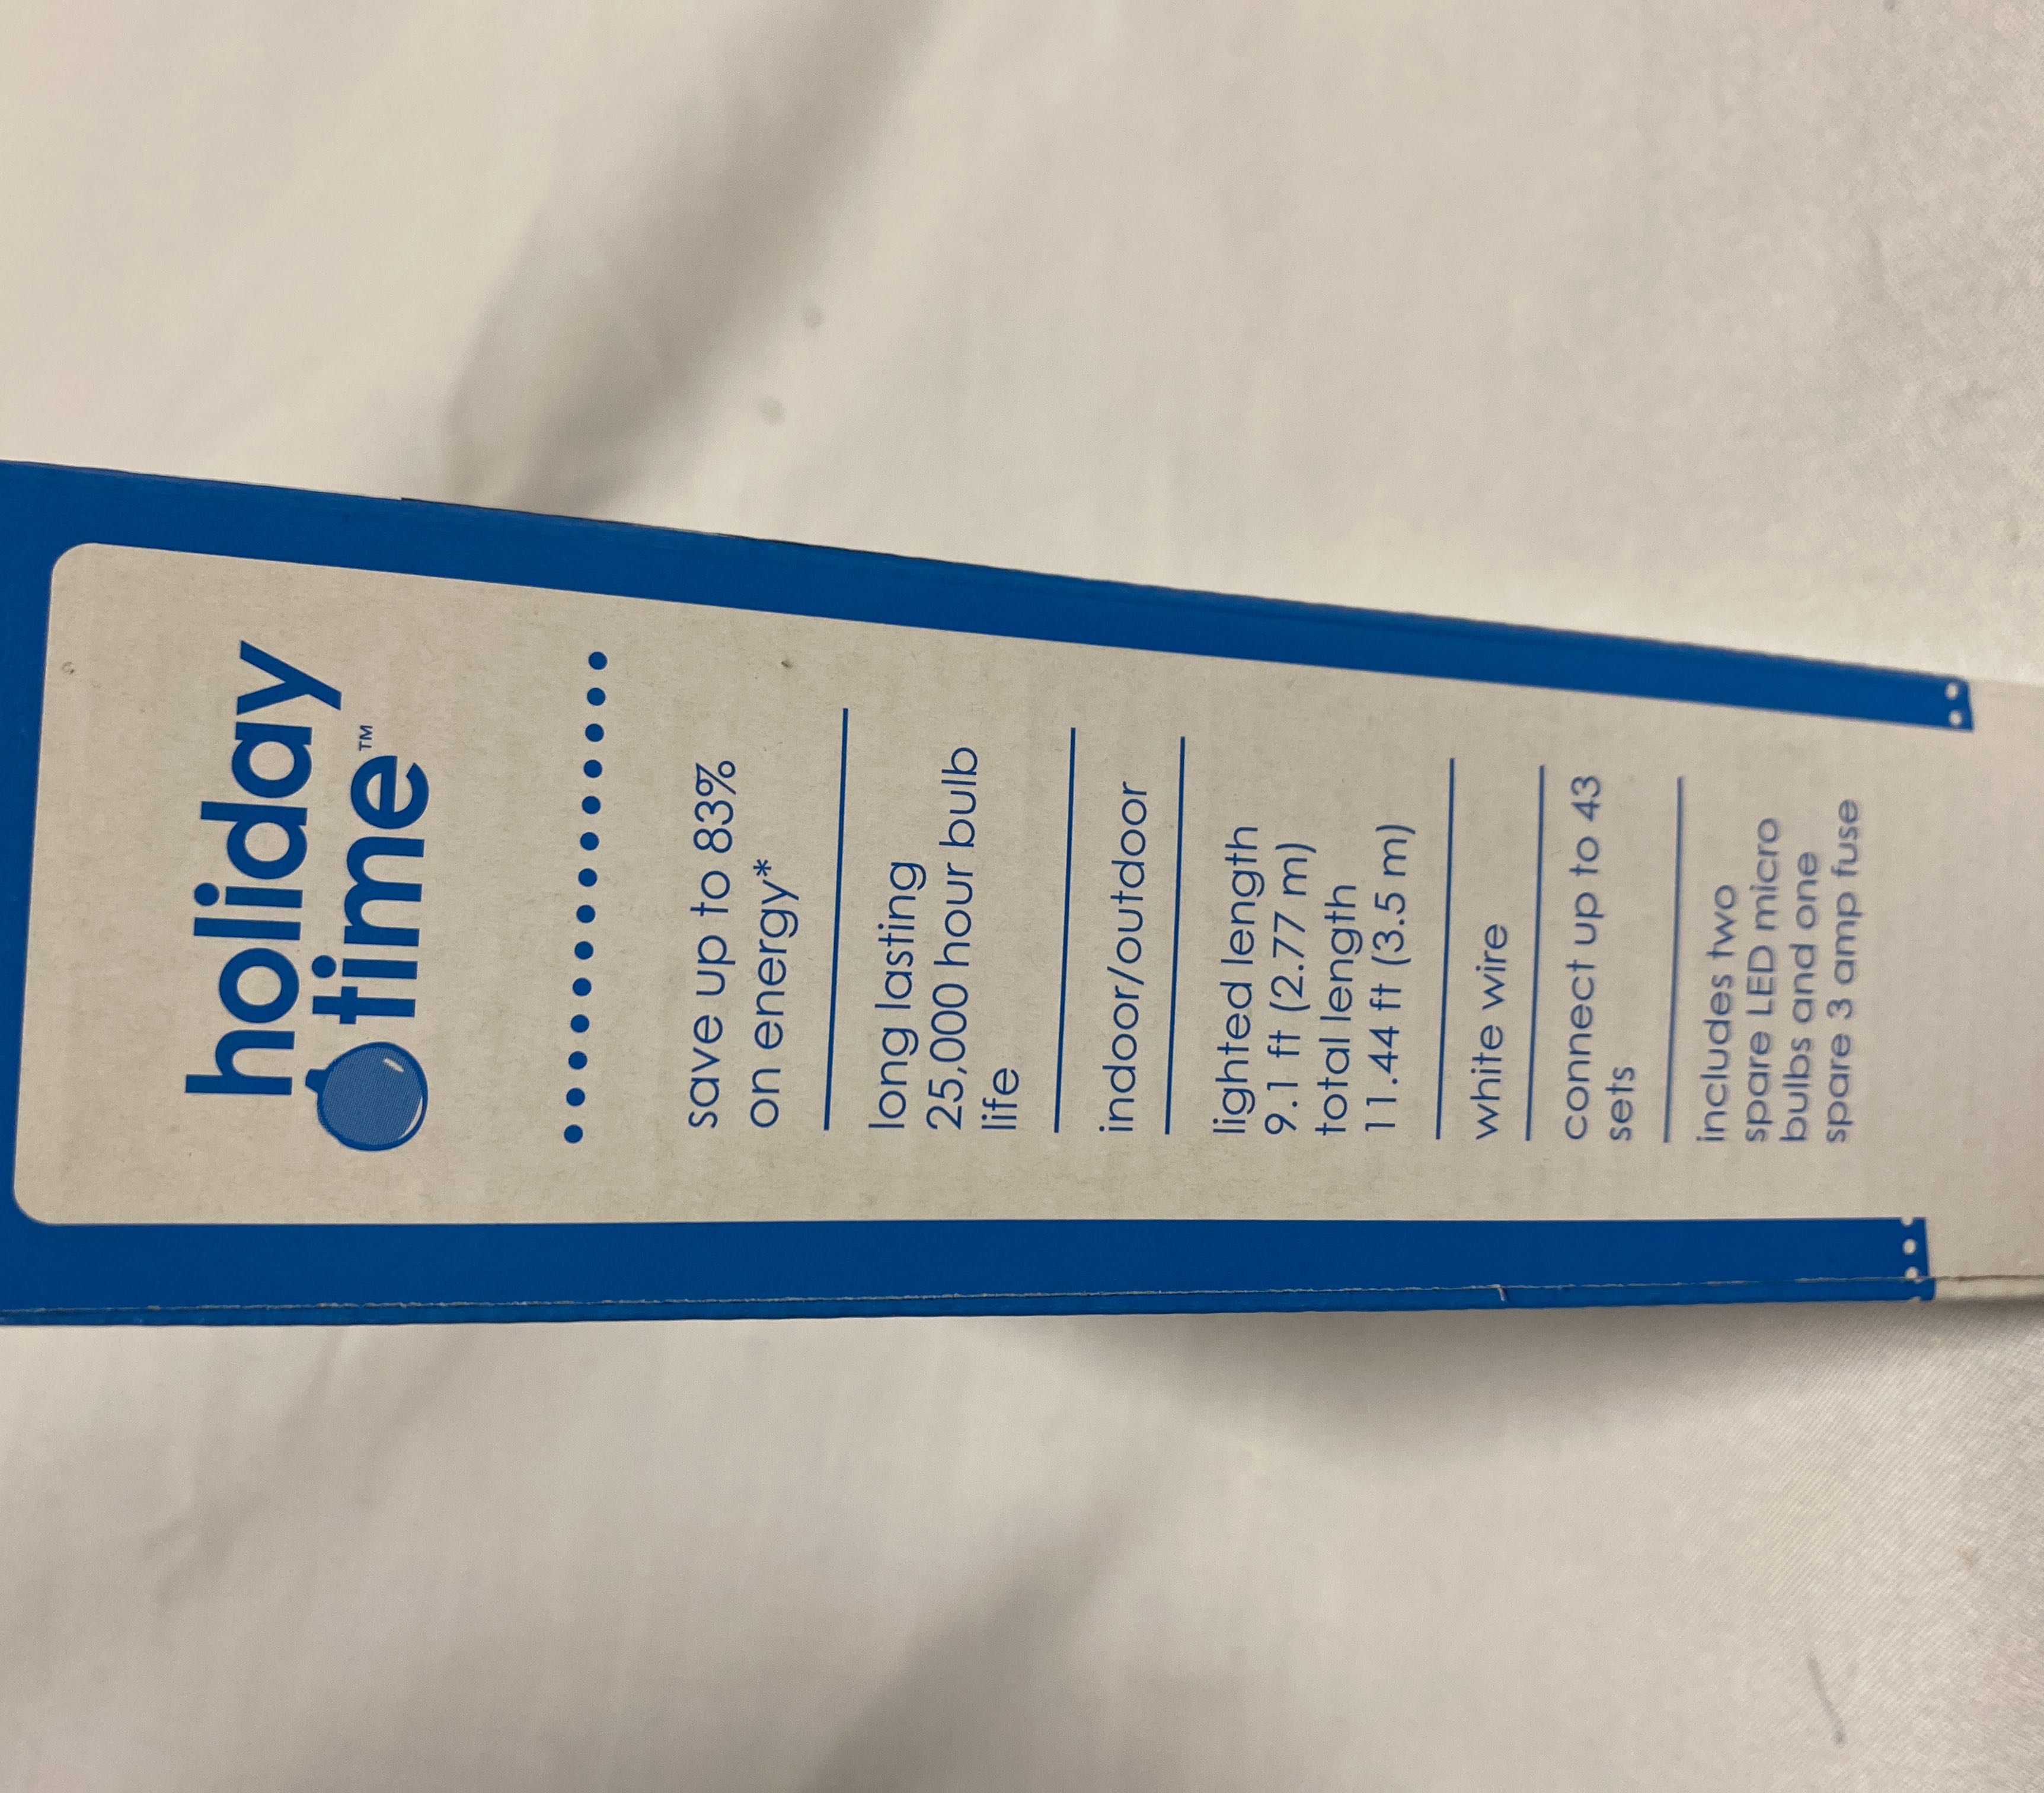 holiday
time™
save up to 83%
on energy*
long lasting
25,000 hour bulb
life
indoor/outdoor
lighted length
9.1 ft (2.77 m)
total length
11.44 ft (3.5 m)
white wire
connect up to 43
sets
includes two
spare LED micro
bulbs and one
spare 3 amp fuse